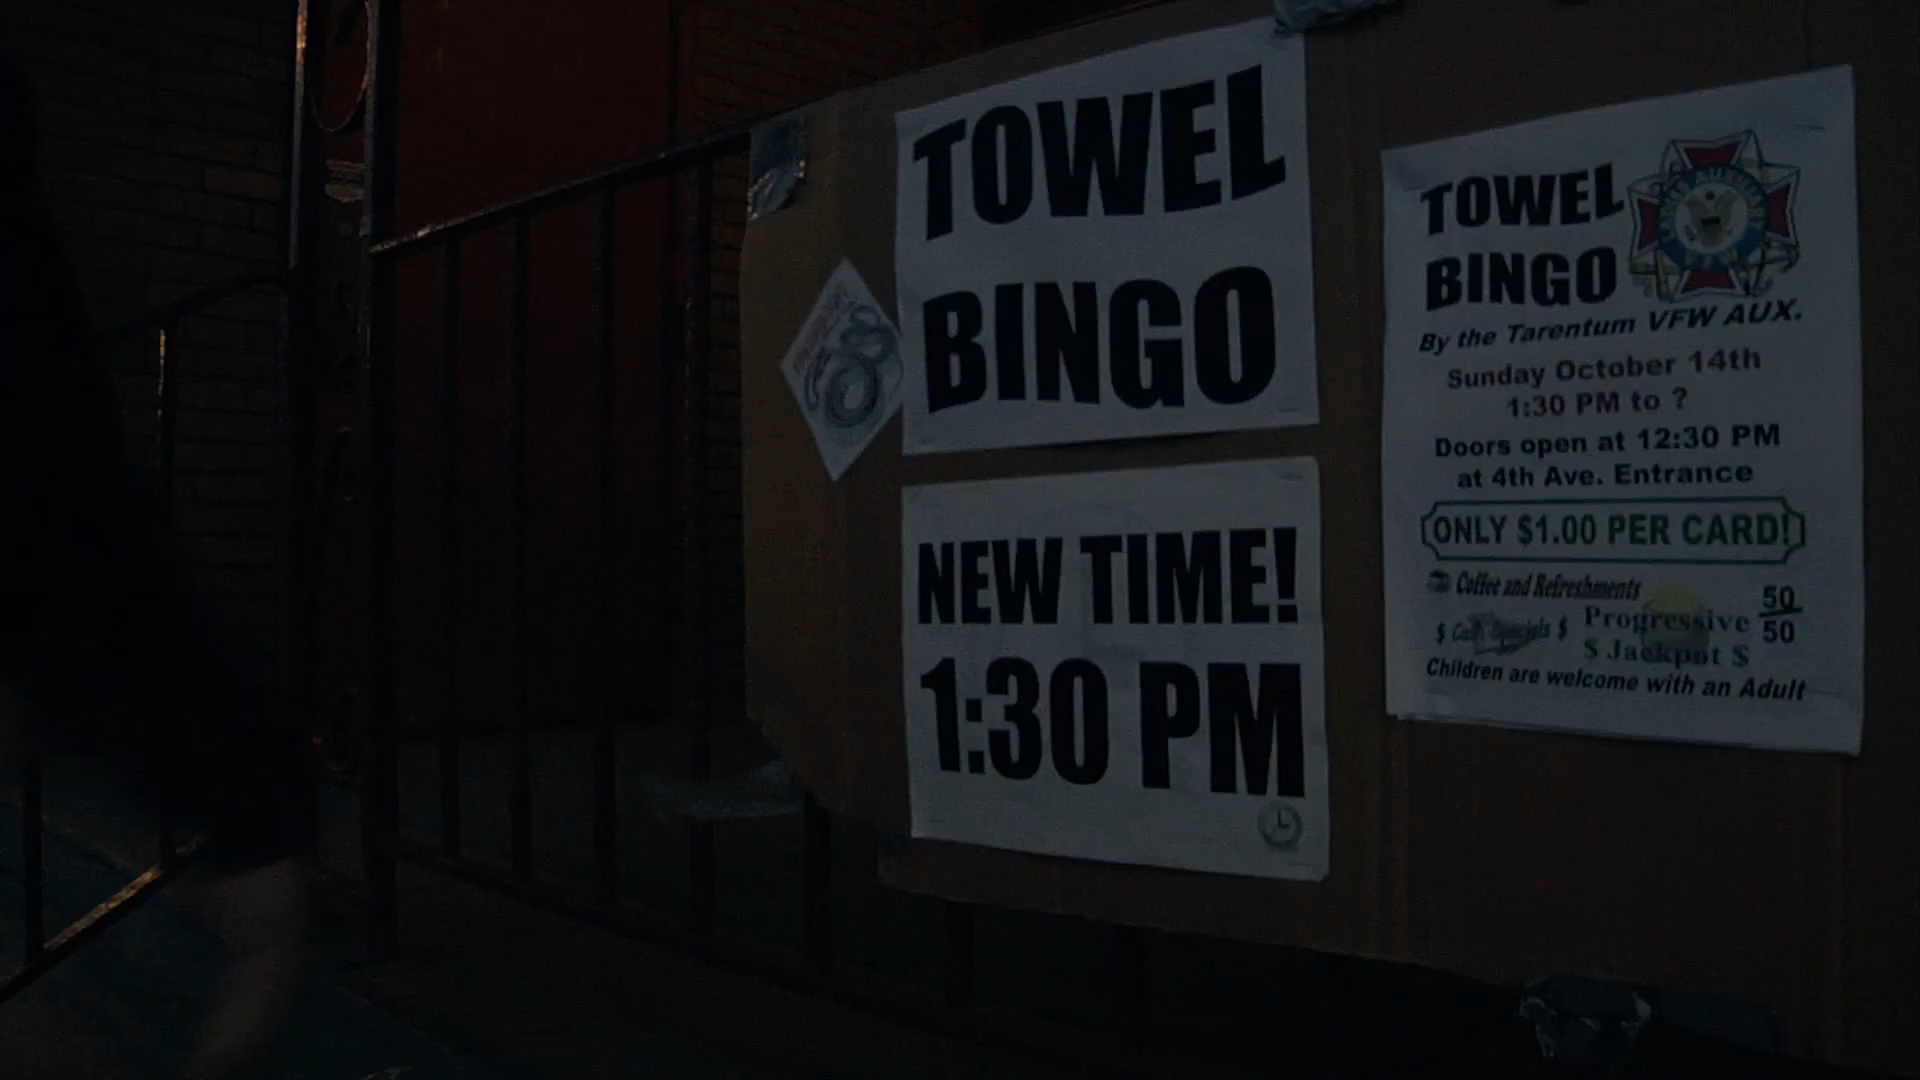 TOWEL
BINGO
NEW TIME!
1:30 PM
TOWEL
BINGO
By the Tarentum VFW AUX.
Sunday October 14th
1:30 PM to ?
Doors open at 12:30 PM
at 4th Ave. Entrance
ONLY $1.00 PER CARD!
Coffee and Refreshments
$ Cash Specials $
Progressive
$ Jackpot $
50
50
Children are welcome with an Adult